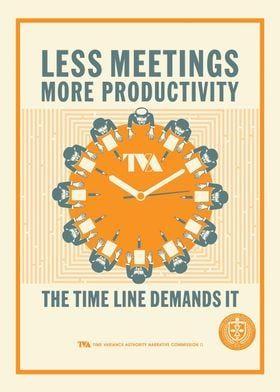 LESS MEETINGS
MORE PRODUCTIVITY
TVA
THE TIME LINE DEMANDS IT
TVA TIME VARIANCE AUTHORITY NARRATIVE COMMISSION